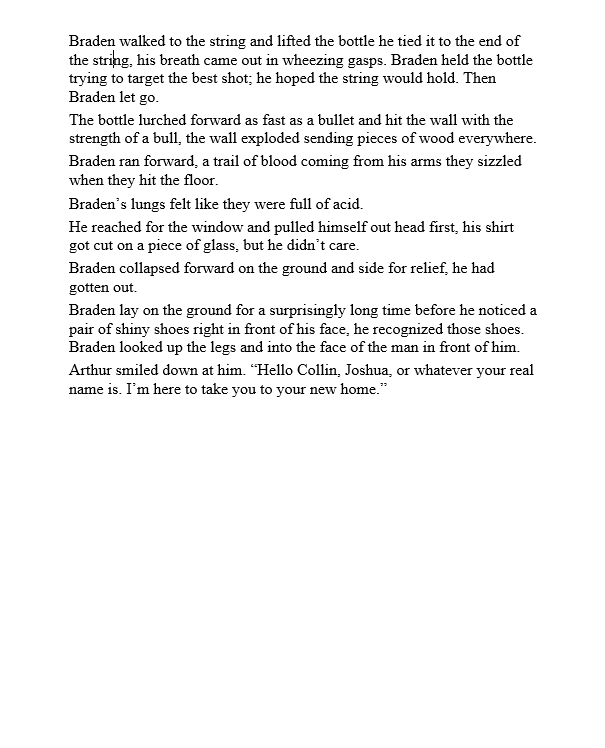 Braden walked to the string and lifted the bottle he tied it to the end of
the string, his breath came out in wheezing gasps. Braden held the bottle
trying to target the best shot; he hoped the string would hold. Then
Braden let go.
The bottle lurched forward as fast as a bullet and hit the wall with the
strength of a bull, the wall exploded sending pieces of wood everywhere.
Braden ran forward, a trail of blood coming from his arms they sizzled
when they hit the floor.
Braden’s lungs felt like they were full of acid.
He reached for the window and pulled himself out head first, his shirt
got cut on a piece of glass, but he didn’t care.
Braden collapsed forward on the ground and side for relief, he had
gotten out.
Braden lay on the ground for a surprisingly long time before he noticed a
pair of shiny shoes right in front of his face, he recognized those shoes.
Braden looked up the legs and into the face of the man in front of him.
Arthur smiled down at him. “Hello Collin, Joshua, or whatever your real
name is. I’m here to take you to your new home.”